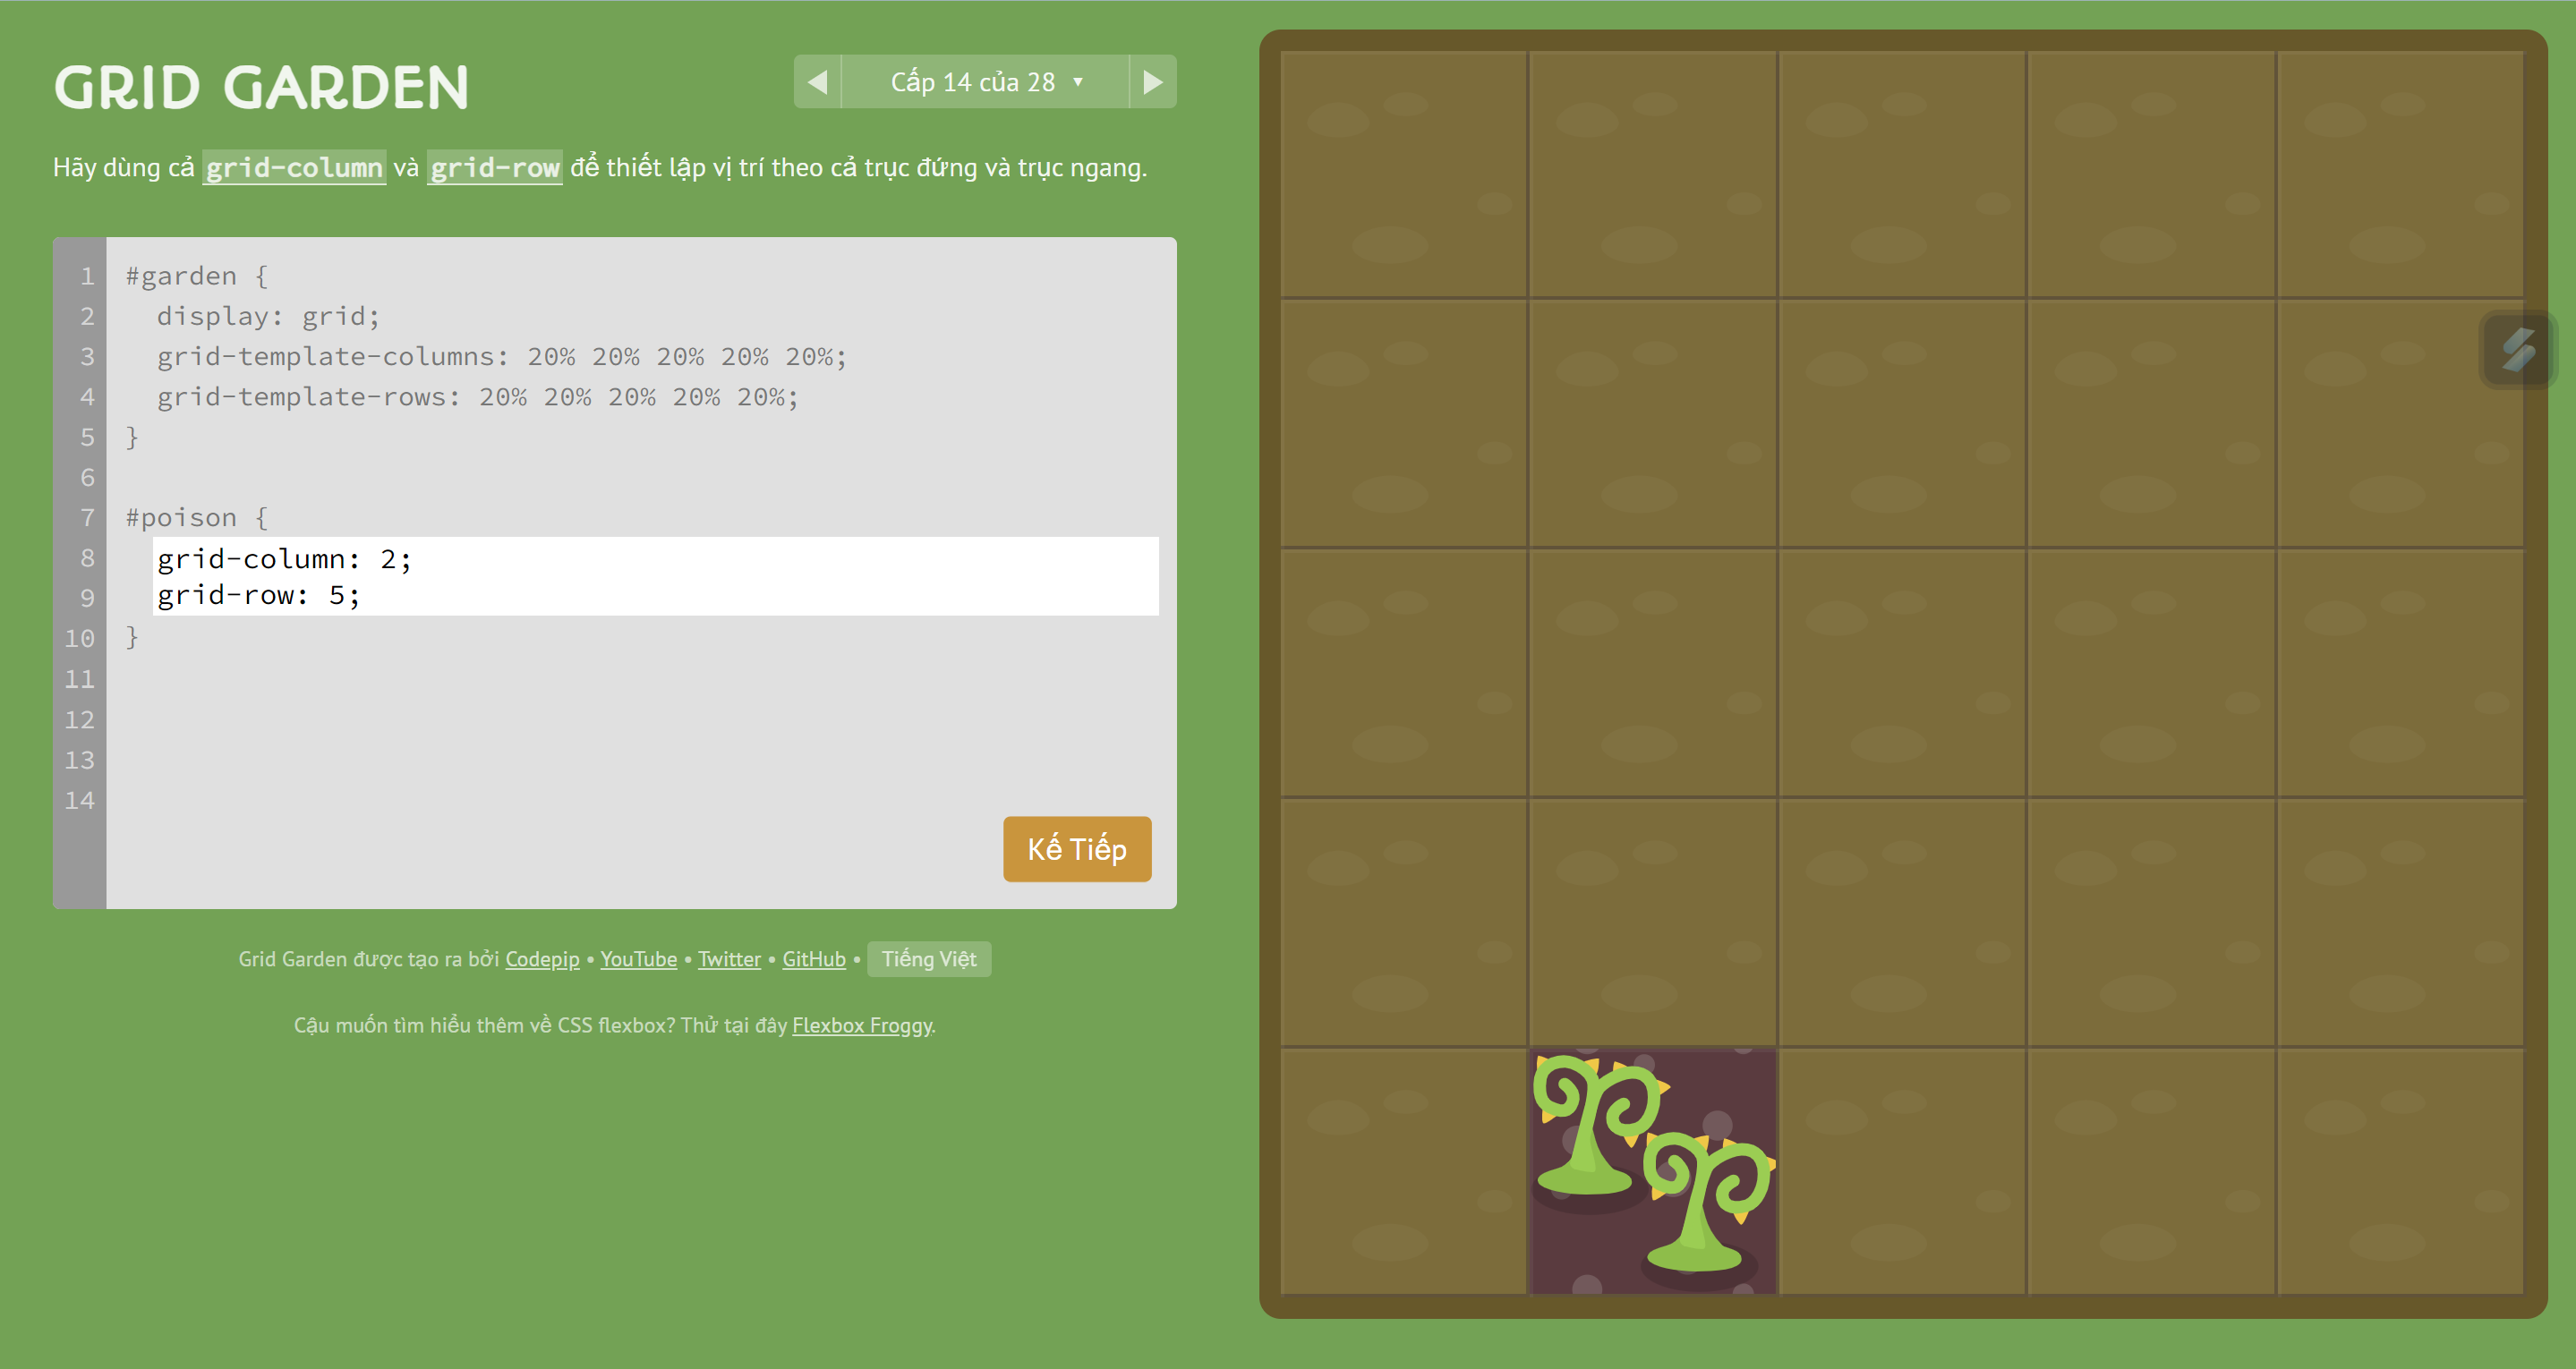 GRID GARDEN
◀ Cấp 14 của 28 ▼ ▶
Hãy dùng cả grid-column và grid-row để thiết lập vị trí theo cả trục đứng và trục ngang.
1 #garden {
2 display: grid;
3 grid-template-columns: 20% 20% 20% 20% 20%;
4 grid-template-rows: 20% 20% 20% 20% 20%;
5 }
6
7 #poison {
8 grid-column: 2;
9 grid-row: 5;
10 }
11
12
13
14
Kế Tiếp
Grid Garden được tạo ra bởi Codepip • YouTube • Twitter • GitHub • Tiếng Việt
Cậu muốn tìm hiểu thêm về CSS flexbox? Thử tại đây Flexbox Froggy.